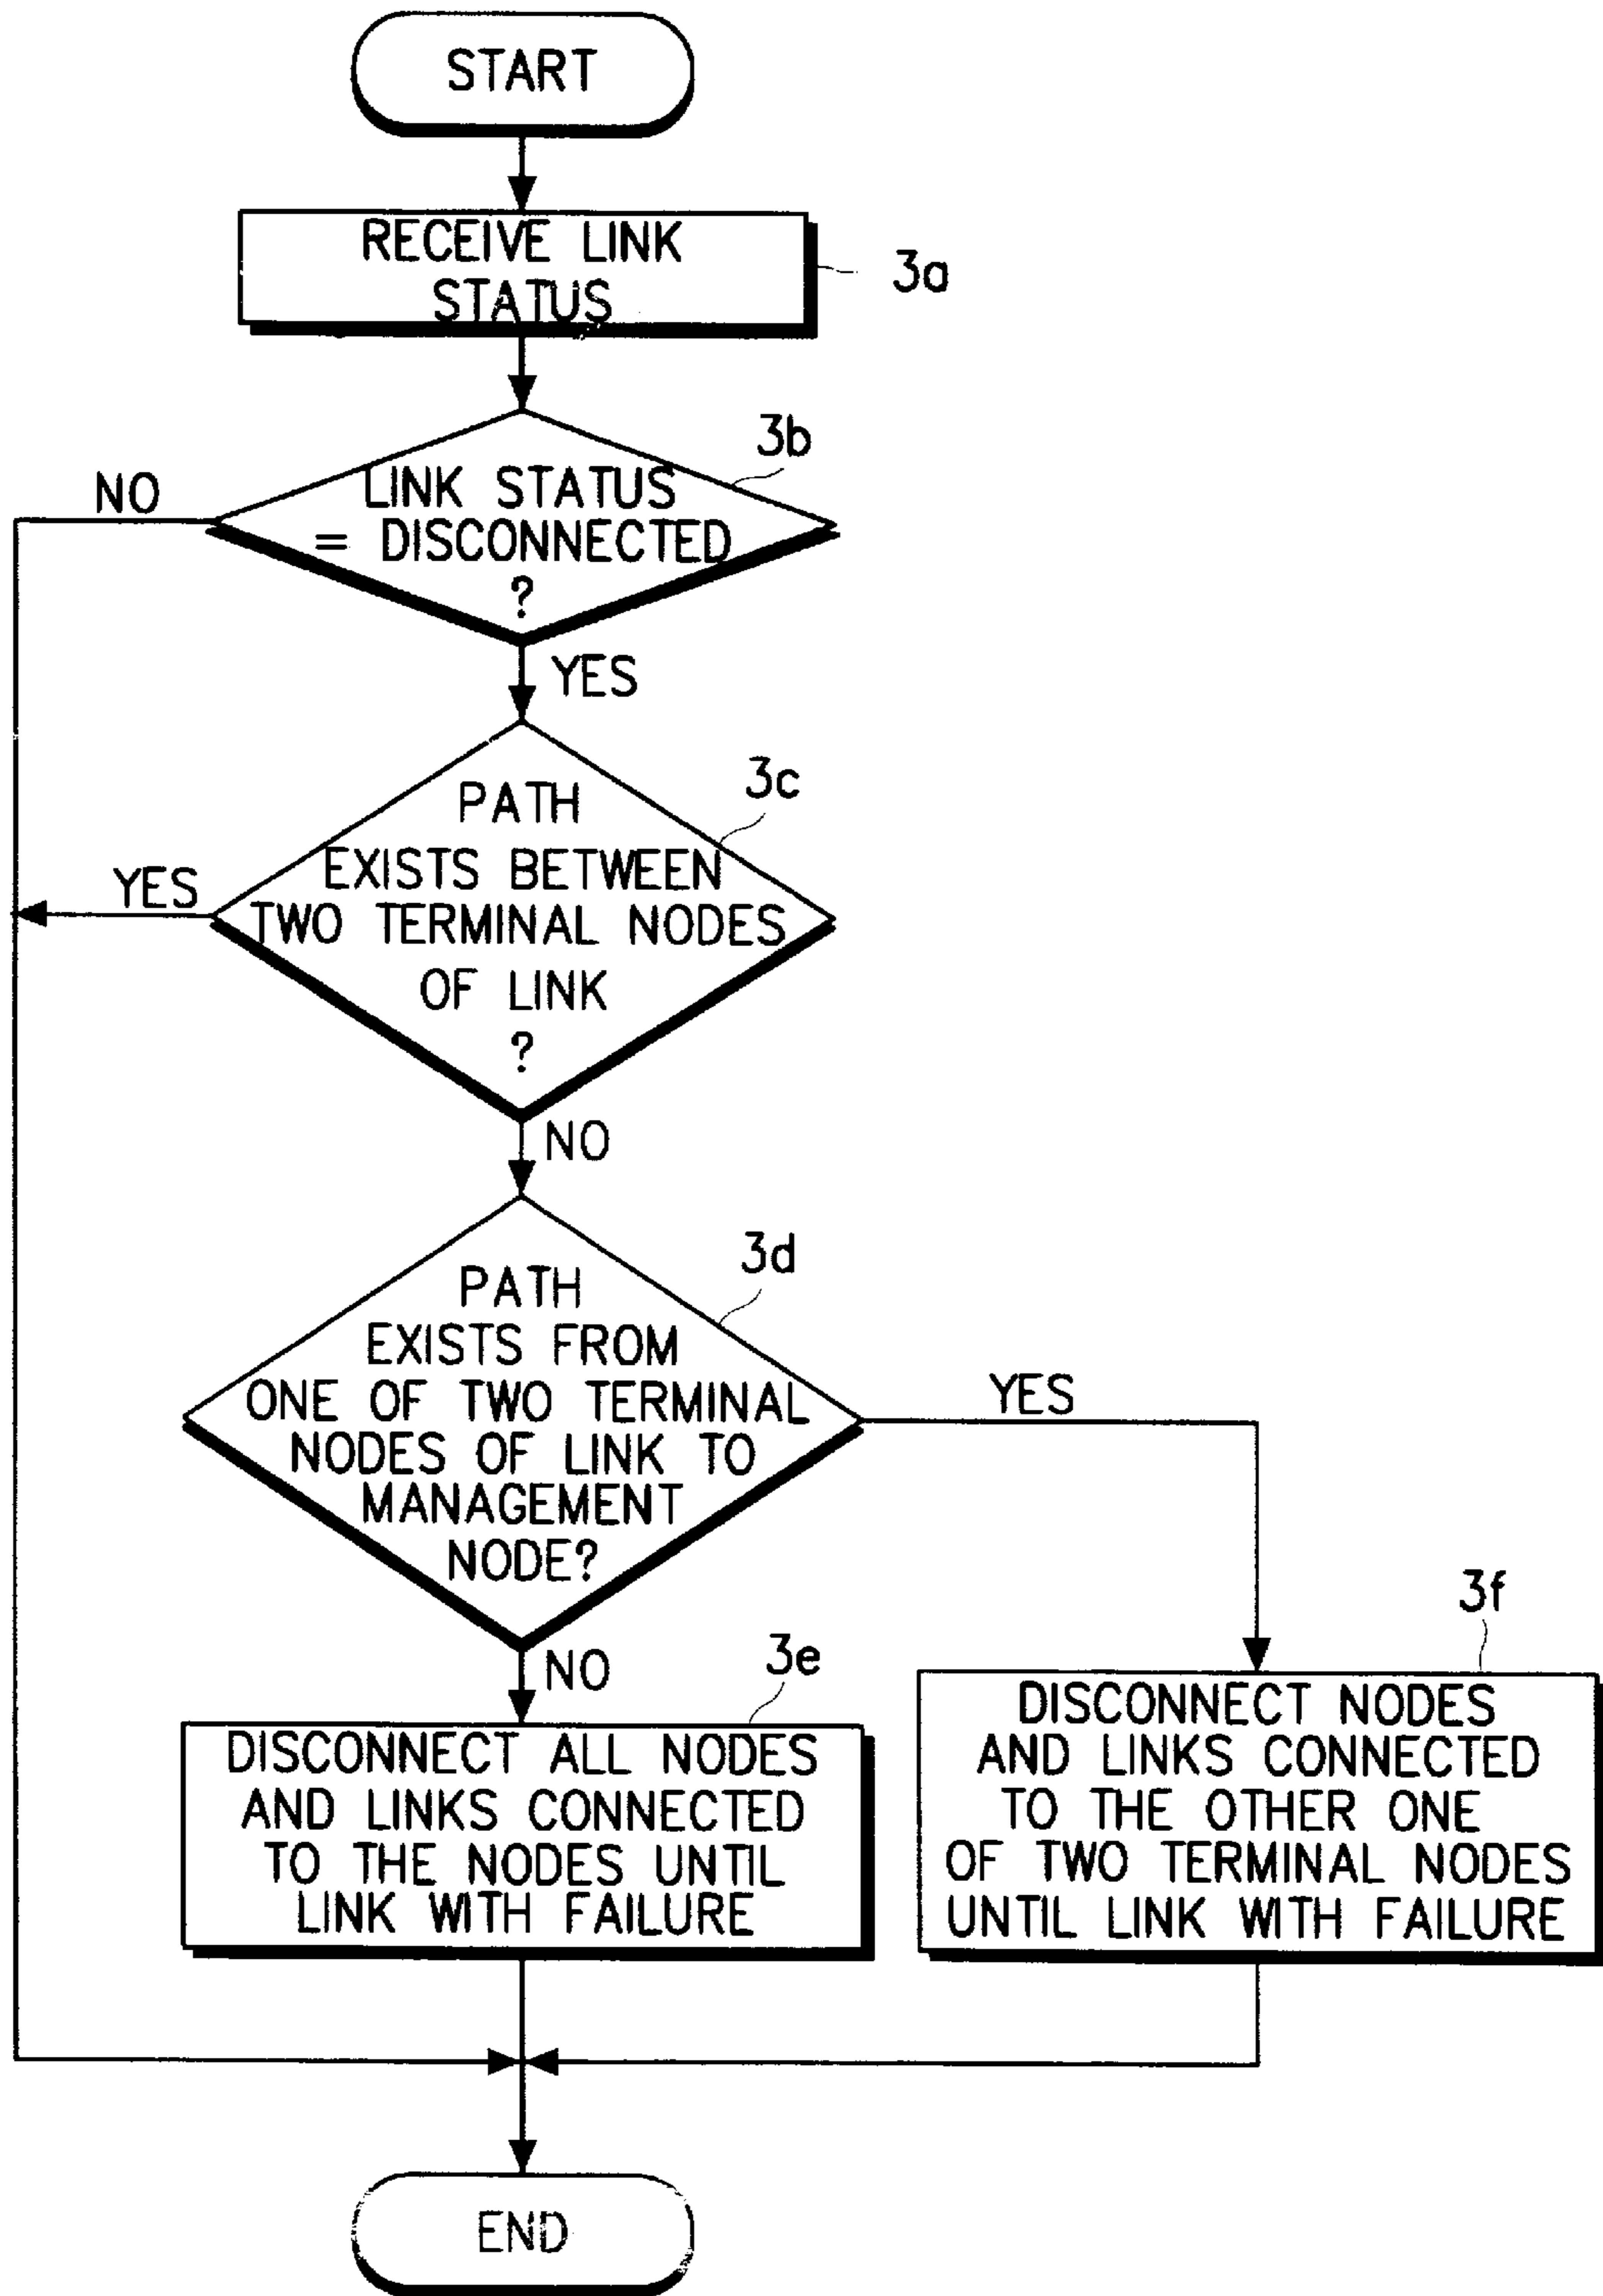 START
RECEIVE LINK
STATUS
3a
3b
NO
LINK STATUS
= DISCONNECTED
?
YES
3c
PATH
EXISTS BETWEEN
YES
TWO TERMINAL NODES
OF LINK
?
NO
3d
PATH
EXISTS FROM
ONE OF TWO TERMINAL
YES
NODES OF LINK TO
MANAGEMENT
NODE?
NO
3e
DISCONNECT ALL NODES
AND LINKS CONNECTED
TO THE NODES UNTIL
LINK WITH FAILURE
3f
DISCONNECT NODES
AND LINKS CONNECTED
TO THE OTHER ONE
OF TWO TERMINAL NODES
UNTIL LINK WITH FAILURE
END